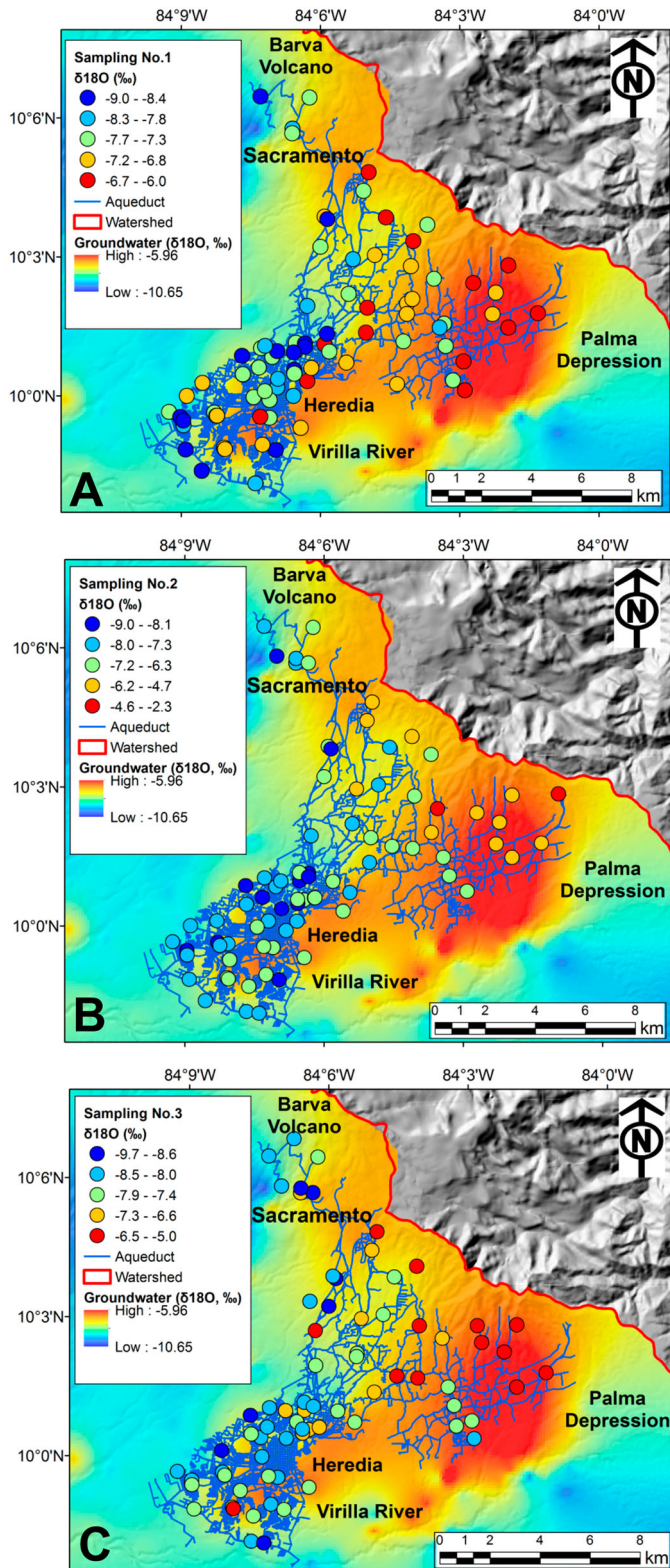 84°9'W 84°6'W 84°3'W 84°0'W
Sampling No.1
δ18O (‰)
-9.0 - -8.4
-8.3 - -7.8
-7.7 - -7.3
-7.2 - -6.8
-6.7 - -6.0
Aqueduct
Watershed
Groundwater (δ18O, ‰)
High : -5.96
Low : -10.65
Barva
Volcano
N
10°6'N
Sacramento
10°3'N
Palma
Depression
10°0'N
Heredia
Virilla River
A
0 1 2 4 6 8
km
84°9'W 84°6'W 84°3'W 84°0'W
Sampling No.2
δ18O (‰)
-9.0 - -8.1
-8.0 - -7.3
-7.2 - -6.3
-6.2 - -4.7
-4.6 - -2.3
Aqueduct
Watershed
Groundwater (δ18O, ‰)
High : -5.96
Low : -10.65
Barva
Volcano
N
10°6'N
Sacramento
10°3'N
Palma
Depression
10°0'N
Heredia
Virilla River
B
0 1 2 4 6 8
km
84°9'W 84°6'W 84°3'W 84°0'W
Sampling No.3
δ18O (‰)
-9.7 - -8.6
-8.5 - -8.0
-7.9 - -7.4
-7.3 - -6.6
-6.5 - -5.0
Aqueduct
Watershed
Groundwater (δ18O, ‰)
High : -5.96
Low : -10.65
Barva
Volcano
N
10°6'N
Sacramento
10°3'N
Palma
Depression
10°0'N
Heredia
Virilla River
C
0 1 2 4 6 8
km